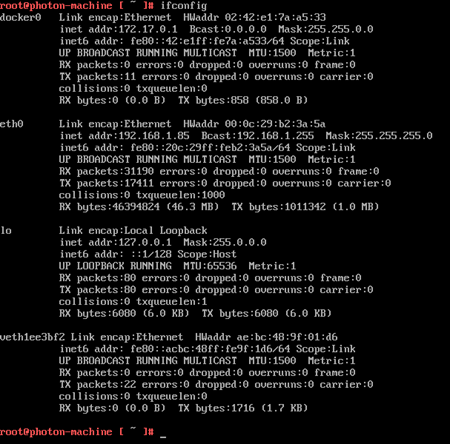 root@photon-machine [ ~ ]# ifconfig
docker0 Link encap:Ethernet HWaddr 02:42:e1:7a:a5:33
inet addr:172.17.0.1 Bcast:0.0.0.0 Mask:255.255.0.0
inet6 addr: fe80::42:e1ff:fe7a:a533/64 Scope:Link
UP BROADCAST RUNNING MULTICAST MTU:1500 Metric:1
RX packets:0 errors:0 dropped:0 overruns:0 frame:0
TX packets:11 errors:0 dropped:0 overruns:0 carrier:0
collisions:0 txqueuelen:0
RX bytes:0 (0.0 B) TX bytes:858 (858.0 B)
eth0 Link encap:Ethernet HWaddr 00:0c:29:b2:3a:5a
inet addr:192.168.1.85 Bcast:192.168.1.255 Mask:255.255.255.0
inet6 addr: fe80::20c:29ff:feb2:3a5a/64 Scope:Link
UP BROADCAST RUNNING MULTICAST MTU:1500 Metric:1
RX packets:31190 errors:0 dropped:0 overruns:0 frame:0
TX packets:17411 errors:0 dropped:0 overruns:0 carrier:0
collisions:0 txqueuelen:1000
RX bytes:46394824 (46.3 MB) TX bytes:1011342 (1.0 MB)
lo Link encap:Local Loopback
inet addr:127.0.0.1 Mask:255.0.0.0
inet6 addr: ::1/128 Scope:Host
UP LOOPBACK RUNNING MTU:65536 Metric:1
RX packets:80 errors:0 dropped:0 overruns:0 frame:0
TX packets:80 errors:0 dropped:0 overruns:0 carrier:0
collisions:0 txqueuelen:1
RX bytes:6080 (6.0 KB) TX bytes:6080 (6.0 KB)
veth1ee3bf2 Link encap:Ethernet HWaddr ae:bc:48:9f:01:d6
inet6 addr: fe80::acbc:48ff:fe9f:1d6/64 Scope:Link
UP BROADCAST RUNNING MULTICAST MTU:1500 Metric:1
RX packets:0 errors:0 dropped:0 overruns:0 frame:0
TX packets:22 errors:0 dropped:0 overruns:0 carrier:0
collisions:0 txqueuelen:0
RX bytes:0 (0.0 B) TX bytes:1716 (1.7 KB)
root@photon-machine [ ~ ]# _